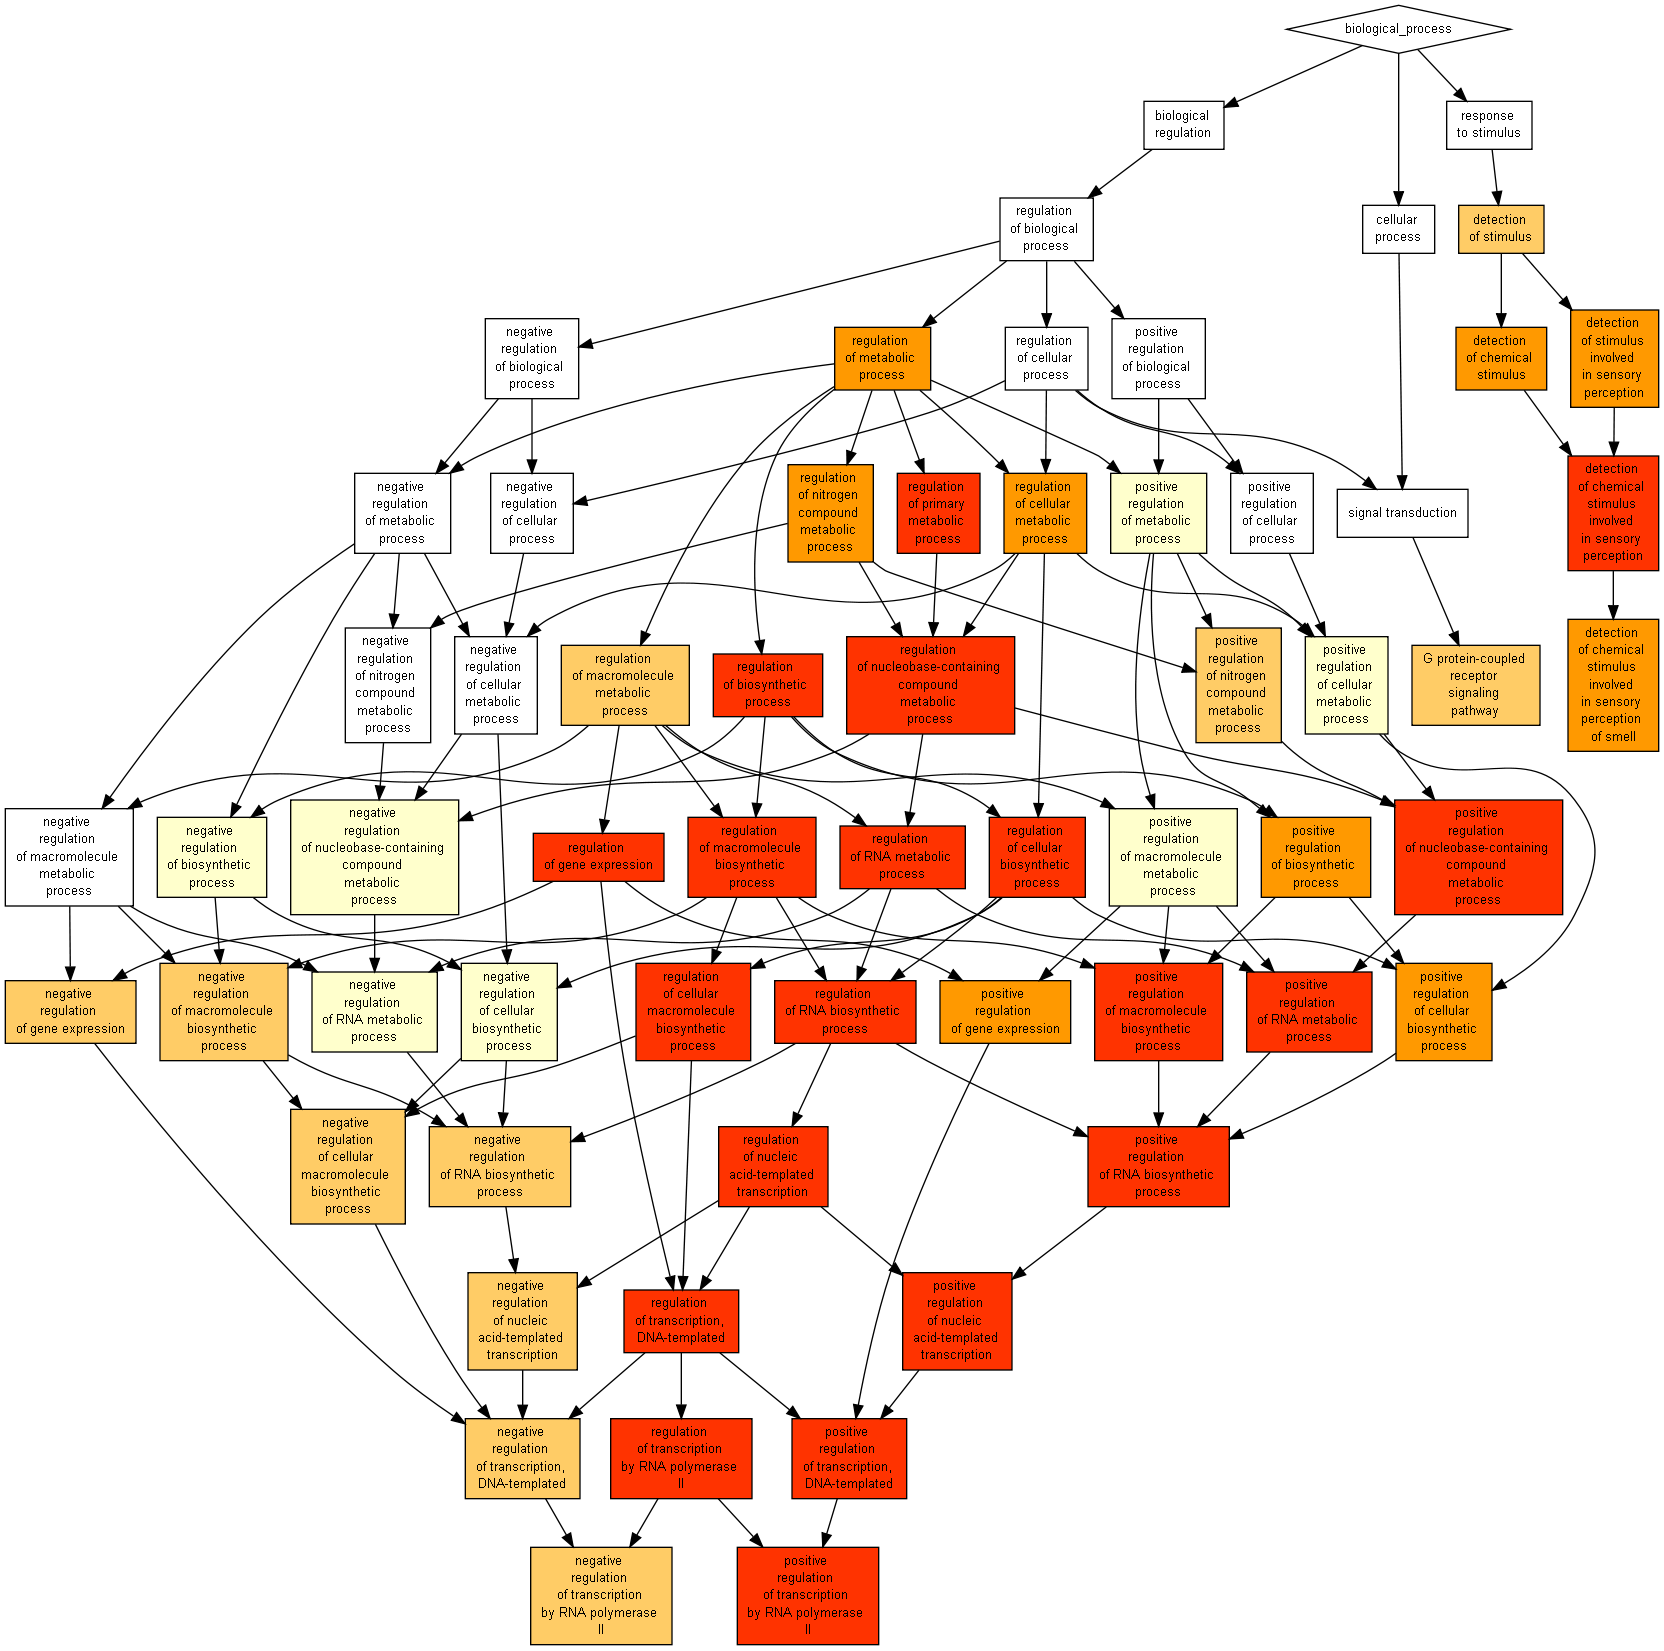 biological_process
biological
regulation
response
to stimulus
regulation
of biological
process
cellular
process
detection
of stimulus
negative
regulation
of biological
process
regulation
of metabolic
process
regulation
of cellular
process
positive
regulation
of biological
process
detection
of chemical
stimulus
detection
of stimulus
involved
in sensory
perception
negative
regulation
of metabolic
process
negative
regulation
of cellular
process
regulation
of nitrogen
compound
metabolic
process
regulation
of primary
metabolic
process
regulation
of cellular
metabolic
process
positive
regulation
of metabolic
process
positive
regulation
of cellular
process
signal transduction
detection
of chemical
stimulus
involved
in sensory
perception
negative
regulation
of nitrogen
compound
metabolic
process
negative
regulation
of cellular
metabolic
process
regulation
of macromolecule
metabolic
process
regulation
of biosynthetic
process
regulation
of nucleobase-containing
compound
metabolic
process
positive
regulation
of nitrogen
compound
metabolic
process
positive
regulation
of cellular
metabolic
process
G protein-coupled
receptor
signaling
pathway
detection
of chemical
stimulus
involved
in sensory
perception
of smell
negative
regulation
of macromolecule
metabolic
process
negative
regulation
of biosynthetic
process
negative
regulation
of nucleobase-containing
compound
metabolic
process
regulation
of gene expression
regulation
of macromolecule
biosynthetic
process
regulation
of RNA metabolic
process
regulation
of cellular
biosynthetic
process
positive
regulation
of macromolecule
metabolic
process
positive
regulation
of biosynthetic
process
positive
regulation
of nucleobase-containing
compound
metabolic
process
negative
regulation
of gene expression
negative
regulation
of macromolecule
biosynthetic
process
negative
regulation
of RNA metabolic
process
negative
regulation
of cellular
biosynthetic
process
regulation
of cellular
macromolecule
biosynthetic
process
regulation
of RNA biosynthetic
process
positive
regulation
of gene expression
positive
regulation
of macromolecule
biosynthetic
process
positive
regulation
of RNA metabolic
process
positive
regulation
of cellular
biosynthetic
process
negative
regulation
of cellular
macromolecule
biosynthetic
process
negative
regulation
of RNA biosynthetic
process
regulation
of nucleic
acid-templated
transcription
positive
regulation
of RNA biosynthetic
process
negative
regulation
of nucleic
acid-templated
transcription
regulation
of transcription,
DNA-templated
positive
regulation
of nucleic
acid-templated
transcription
negative
regulation
of transcription,
DNA-templated
regulation
of transcription
by RNA polymerase
II
positive
regulation
of transcription,
DNA-templated
negative
regulation
of transcription
by RNA polymerase
II
positive
regulation
of transcription
by RNA polymerase
II